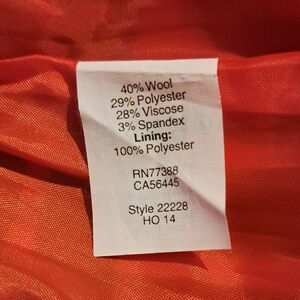 40% Wool
29% Polyester
28% Viscose
3% Spandex
Lining:
100% Polyester
RN77388
CA56445
Style 22228
HO 14